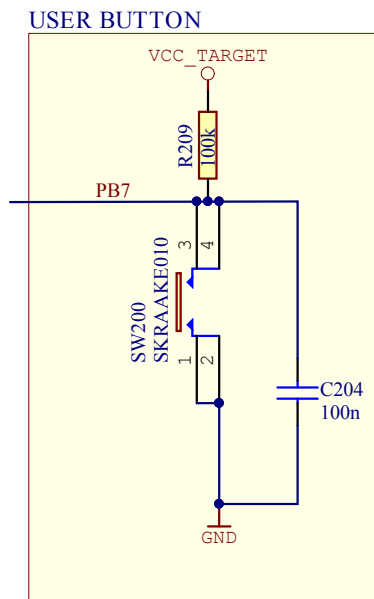 USER BUTTON
VCC_TARGET
R209
100k
PB7
3
4
SW200
SKRAAKE010
1
2
C204
100n
GND